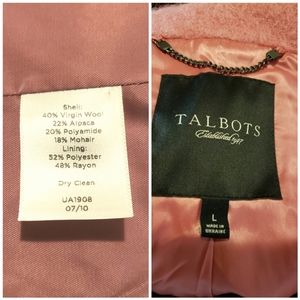 Shell:
40% Virgin Wool
22% Alpaca
20% Polyamide
18% Mohair
Lining:
52% Polyester
48% Rayon
Dry Clean
UA1908
07/10
TALBOTS
Established 1947
L
MADE IN
UKRAINE